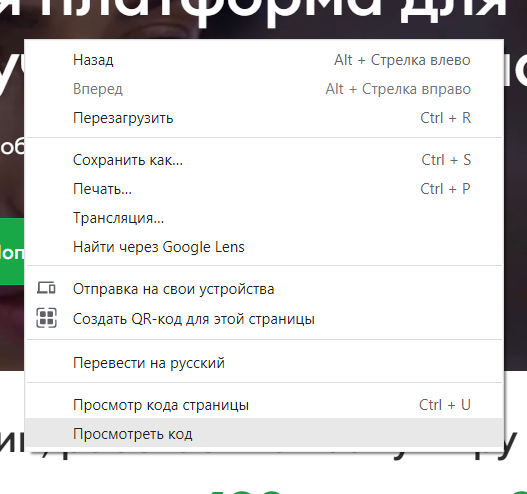 я платформа для
Назад Alt + Стрелка влево
Вперед Alt + Стрелка вправо
Перезагрузить Ctrl + R
Сохранить как... Ctrl + S
Печать... Ctrl + P
Трансляция...
Найти через Google Lens
Отправка на свои устройства
Создать QR-код для этой страницы
Перевести на русский
Просмотр кода страницы Ctrl + U
Просмотреть код